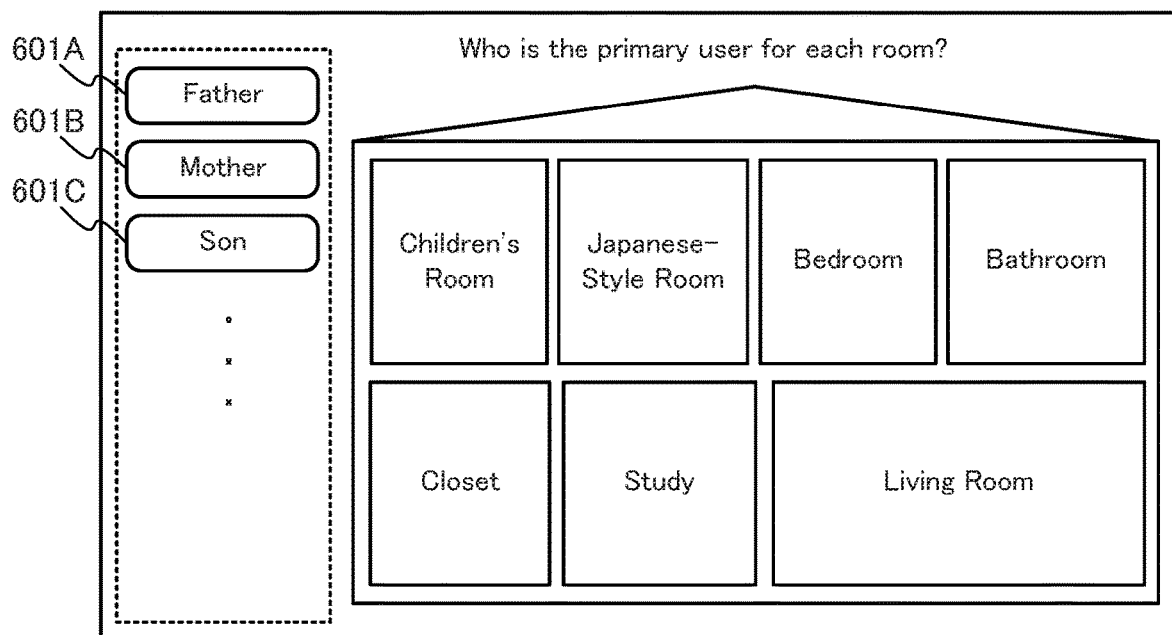 Who is the primary user for each room?
601A
Father
601B
Mother
601C
Son
Children's
Room
Japanese-
Style Room
Bedroom
Bathroom
Closet
Study
Living Room